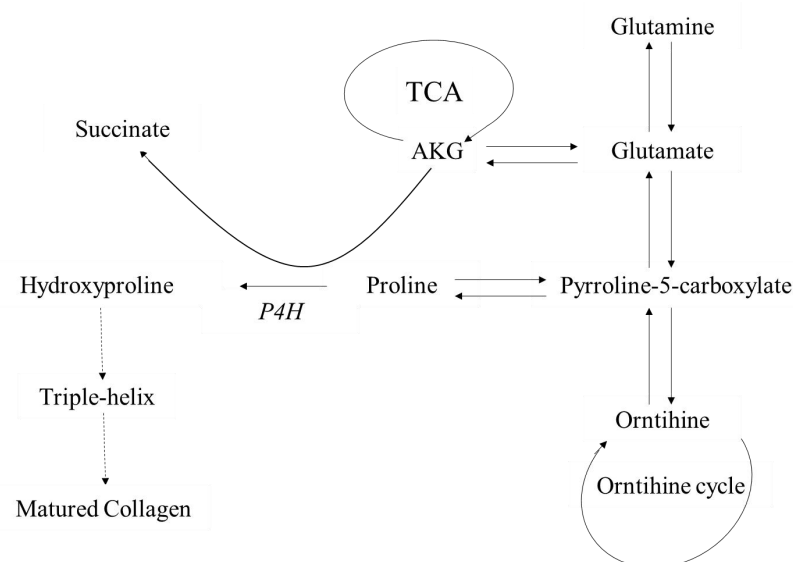 Glutamine
TCA
Succinate
AKG
Glutamate
Hydroxyproline
P4H
Proline
Pyrroline-5-carboxylate
Triple-helix
Orntihine
Orntihine cycle
Matured Collagen